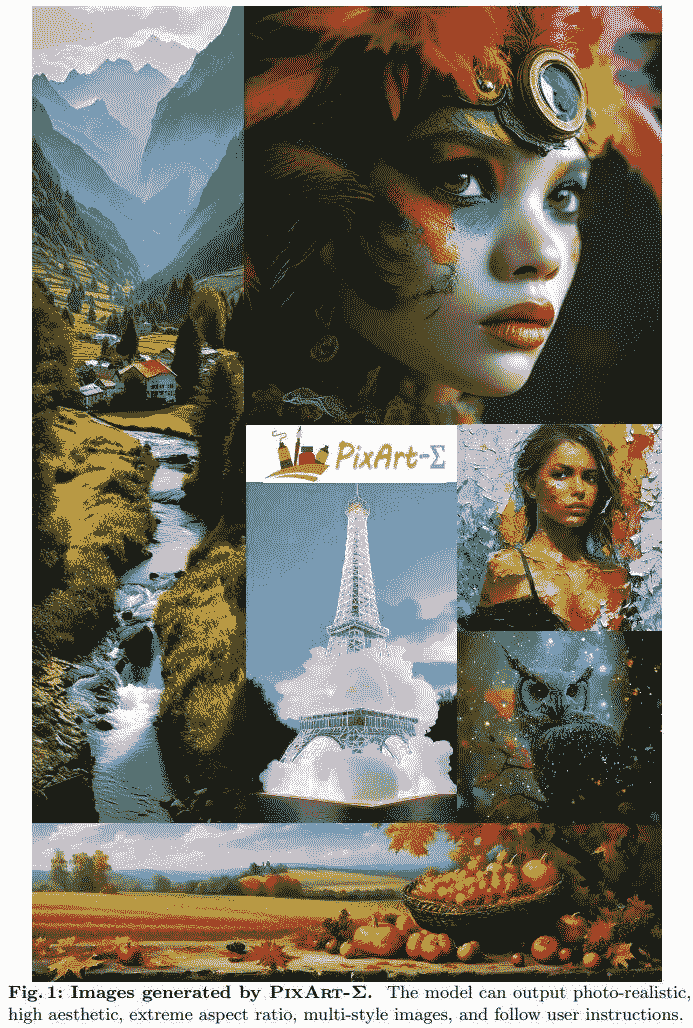 PixArt-Σ
Fig. 1: Images generated by PIXART-Σ. The model can output photo-realistic,
high aesthetic, extreme aspect ratio, multi-style images, and follow user instructions.